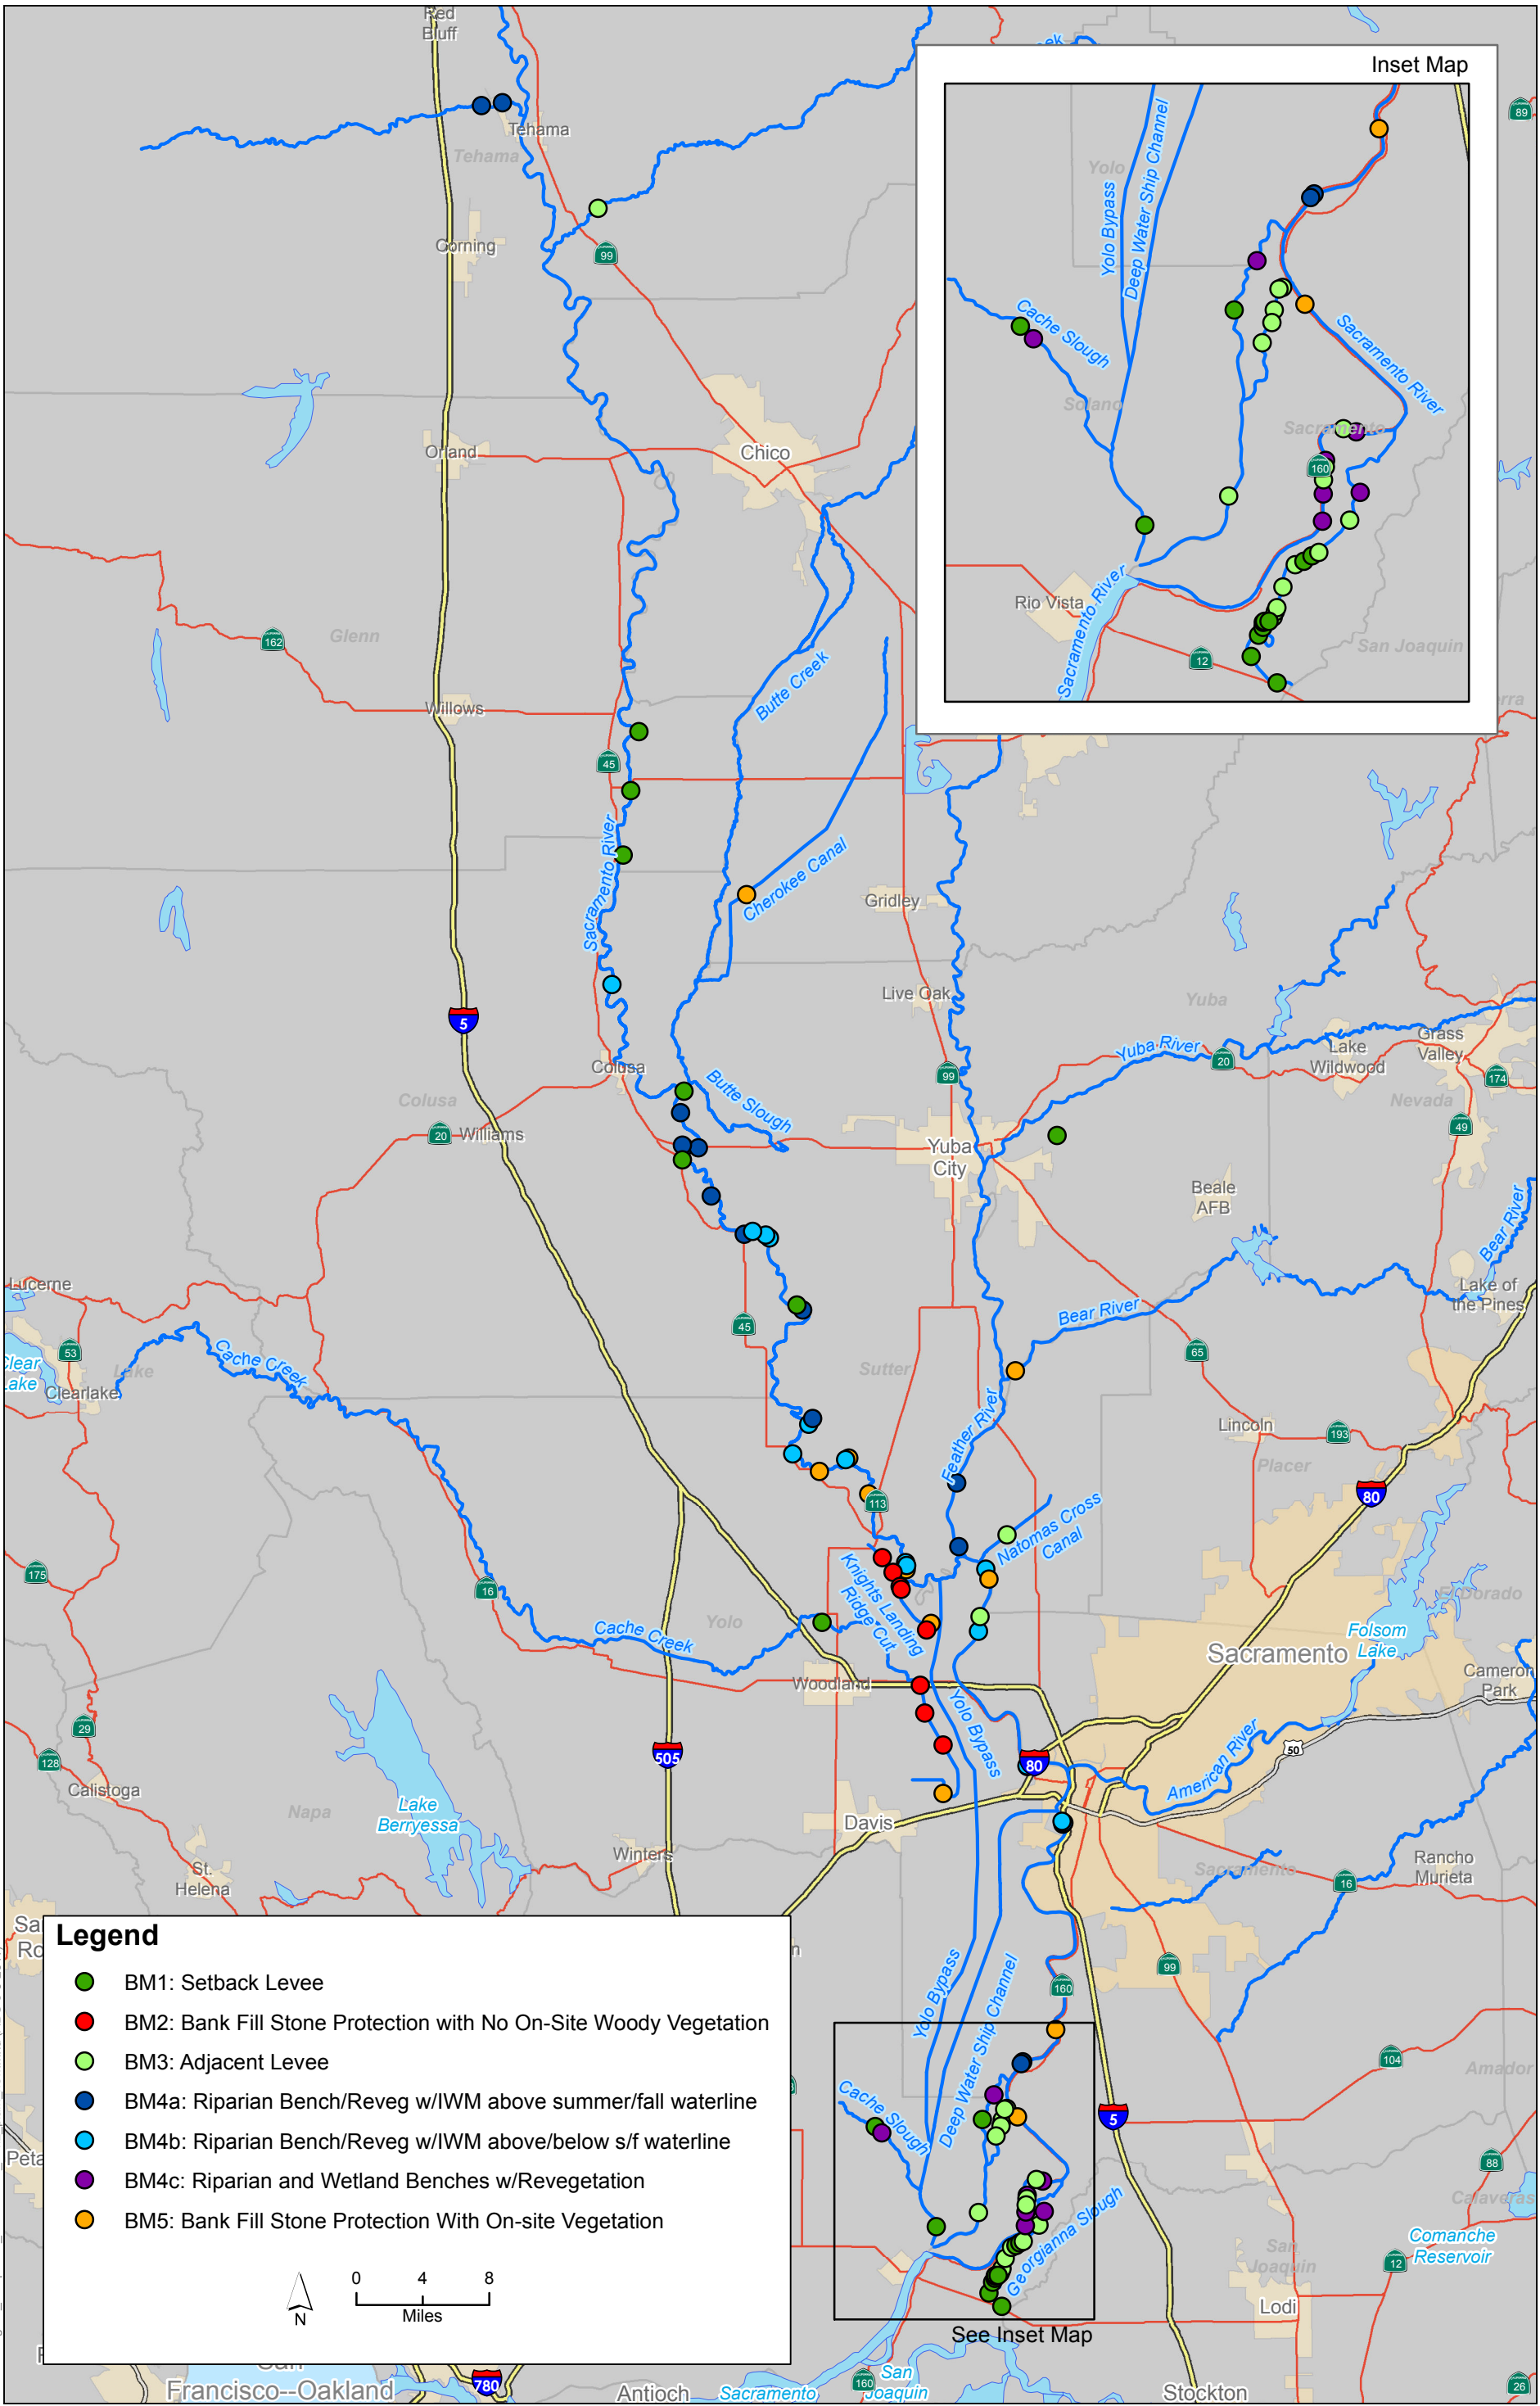 Red
Bluff
Inset Map
89
Tehama
Tehama
Corning
99
Yolo
Yolo Bypass
Deep Water Ship Channel
Cache Slough
Sacramento River
Solano
Sacramento
160
Rio Vista
Sacramento River
12
San Joaquin
Orland
Chico
162
Glenn
Willows
45
Butte Creek
Sacramento River
Cherokee Canal
Gridley
Live Oak
Yuba
5
Colusa
99
Yuba River
20
Lake
Wildwood
Grass
Valley
174
Colusa
Butte Slough
Nevada
49
20
Williams
Yuba
City
Beale
AFB
Bear River
Lucerne
Lake of
the Pines
53
45
Bear River
65
Clear
Lake
Clearlake
Lake
Cache Creek
Sutter
Feather River
Lincoln
193
Placer
80
113
Natomas Cross
Canal
175
16
Knights Landing
Ridge Cut
El Dorado
Yolo
Cache Creek
Folsom
Lake
Sacramento
Woodland
Cameron
Park
Yolo Bypass
29
128
505
80
50
American River
Calistoga
Napa
Lake
Berryessa
Davis
Winters
Sacramento
Rancho
Murieta
16
St.
Helena
99
160
Yolo Bypass
Deep Water Ship Channel
104
Amador
Cache Slough
5
88
Calaveras
Georgianna Slough
Comanche
Reservoir
12
San
Joaquin
Lodi
See Inset Map
Legend
BM1: Setback Levee
BM2: Bank Fill Stone Protection with No On-Site Woody Vegetation
BM3: Adjacent Levee
BM4a: Riparian Bench/Reveg w/IWM above summer/fall waterline
BM4b: Riparian Bench/Reveg w/IWM above/below s/f waterline
BM4c: Riparian and Wetland Benches w/Revegetation
BM5: Bank Fill Stone Protection With On-site Vegetation
N
0 4 8
Miles
780
San
Francisco--Oakland
Antioch
Sacramento
160
San
Joaquin
Stockton
26